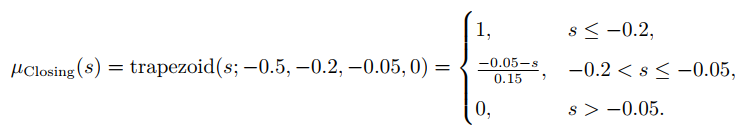 μ_Closing(s) = trapezoid(s; −0.5, −0.2, −0.05, 0) = { 1, s ≤ −0.2,
(−0.05−s)/0.15, −0.2 < s ≤ −0.05,
0, s > −0.05.